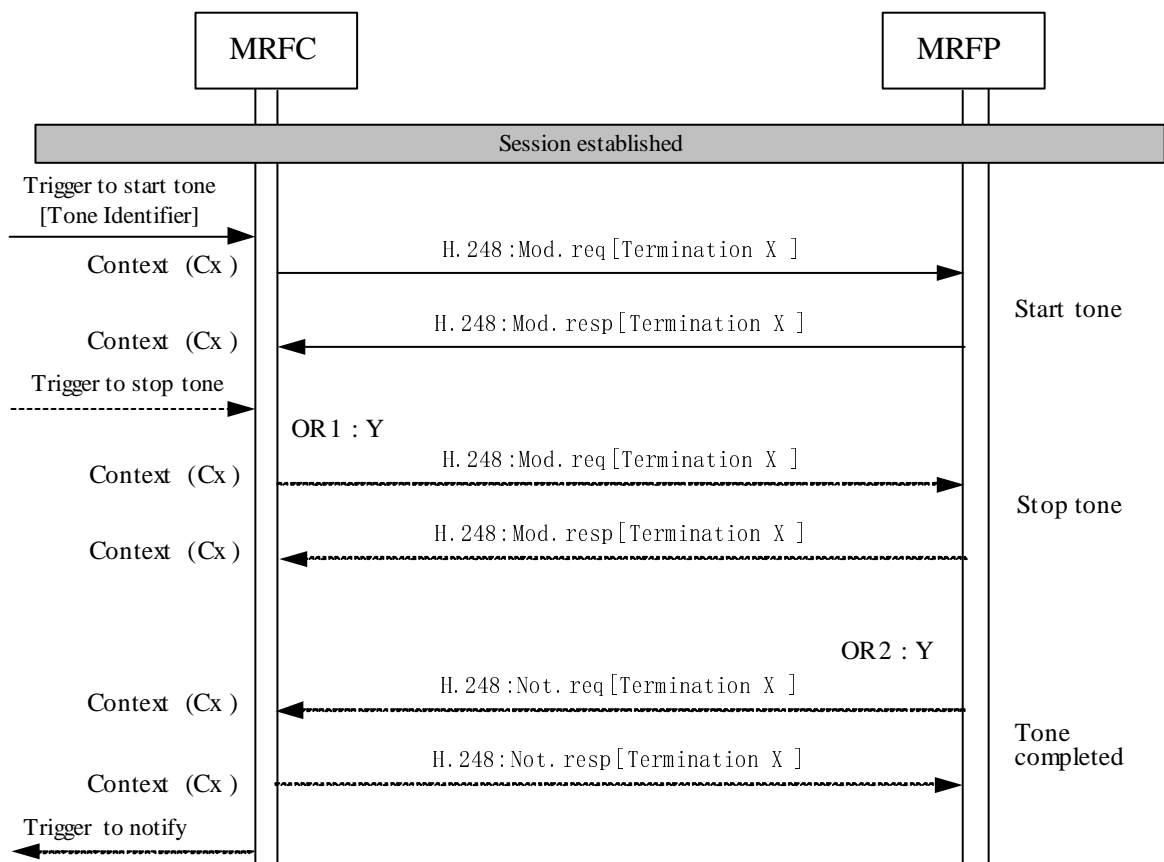 MRFC
MRFP
Session established
Trigger to start tone
[Tone Identifier]
Context (Cx )
H.248:Mod.req[Termination X ]
Start tone
Context (Cx )
H.248:Mod.resp[Termination X ]
Trigger to stop tone
OR1 : Y
Context (Cx )
H.248:Mod.req[Termination X ]
Stop tone
Context (Cx )
H.248:Mod.resp[Termination X ]
OR2 : Y
Context (Cx )
H.248:Not.req[Termination X ]
Tone
completed
Context (Cx )
H.248:Not.resp[Termination X ]
Trigger to notify